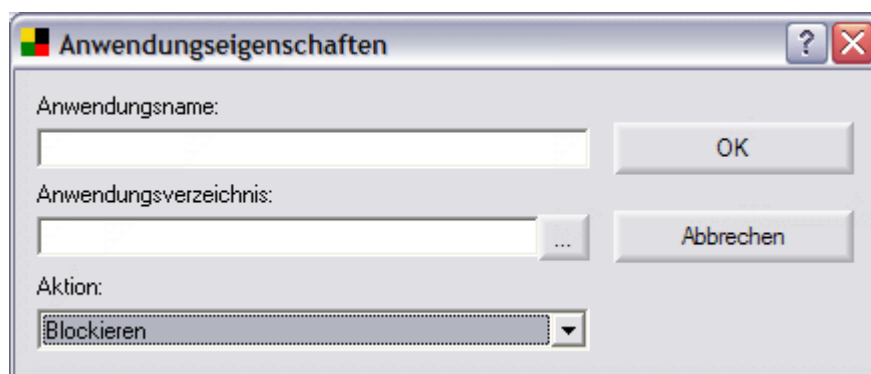 Anwendungseigenschaften
?
Anwendungsname:
OK
Anwendungsverzeichnis:
...
Abbrechen
Aktion:
Blockieren